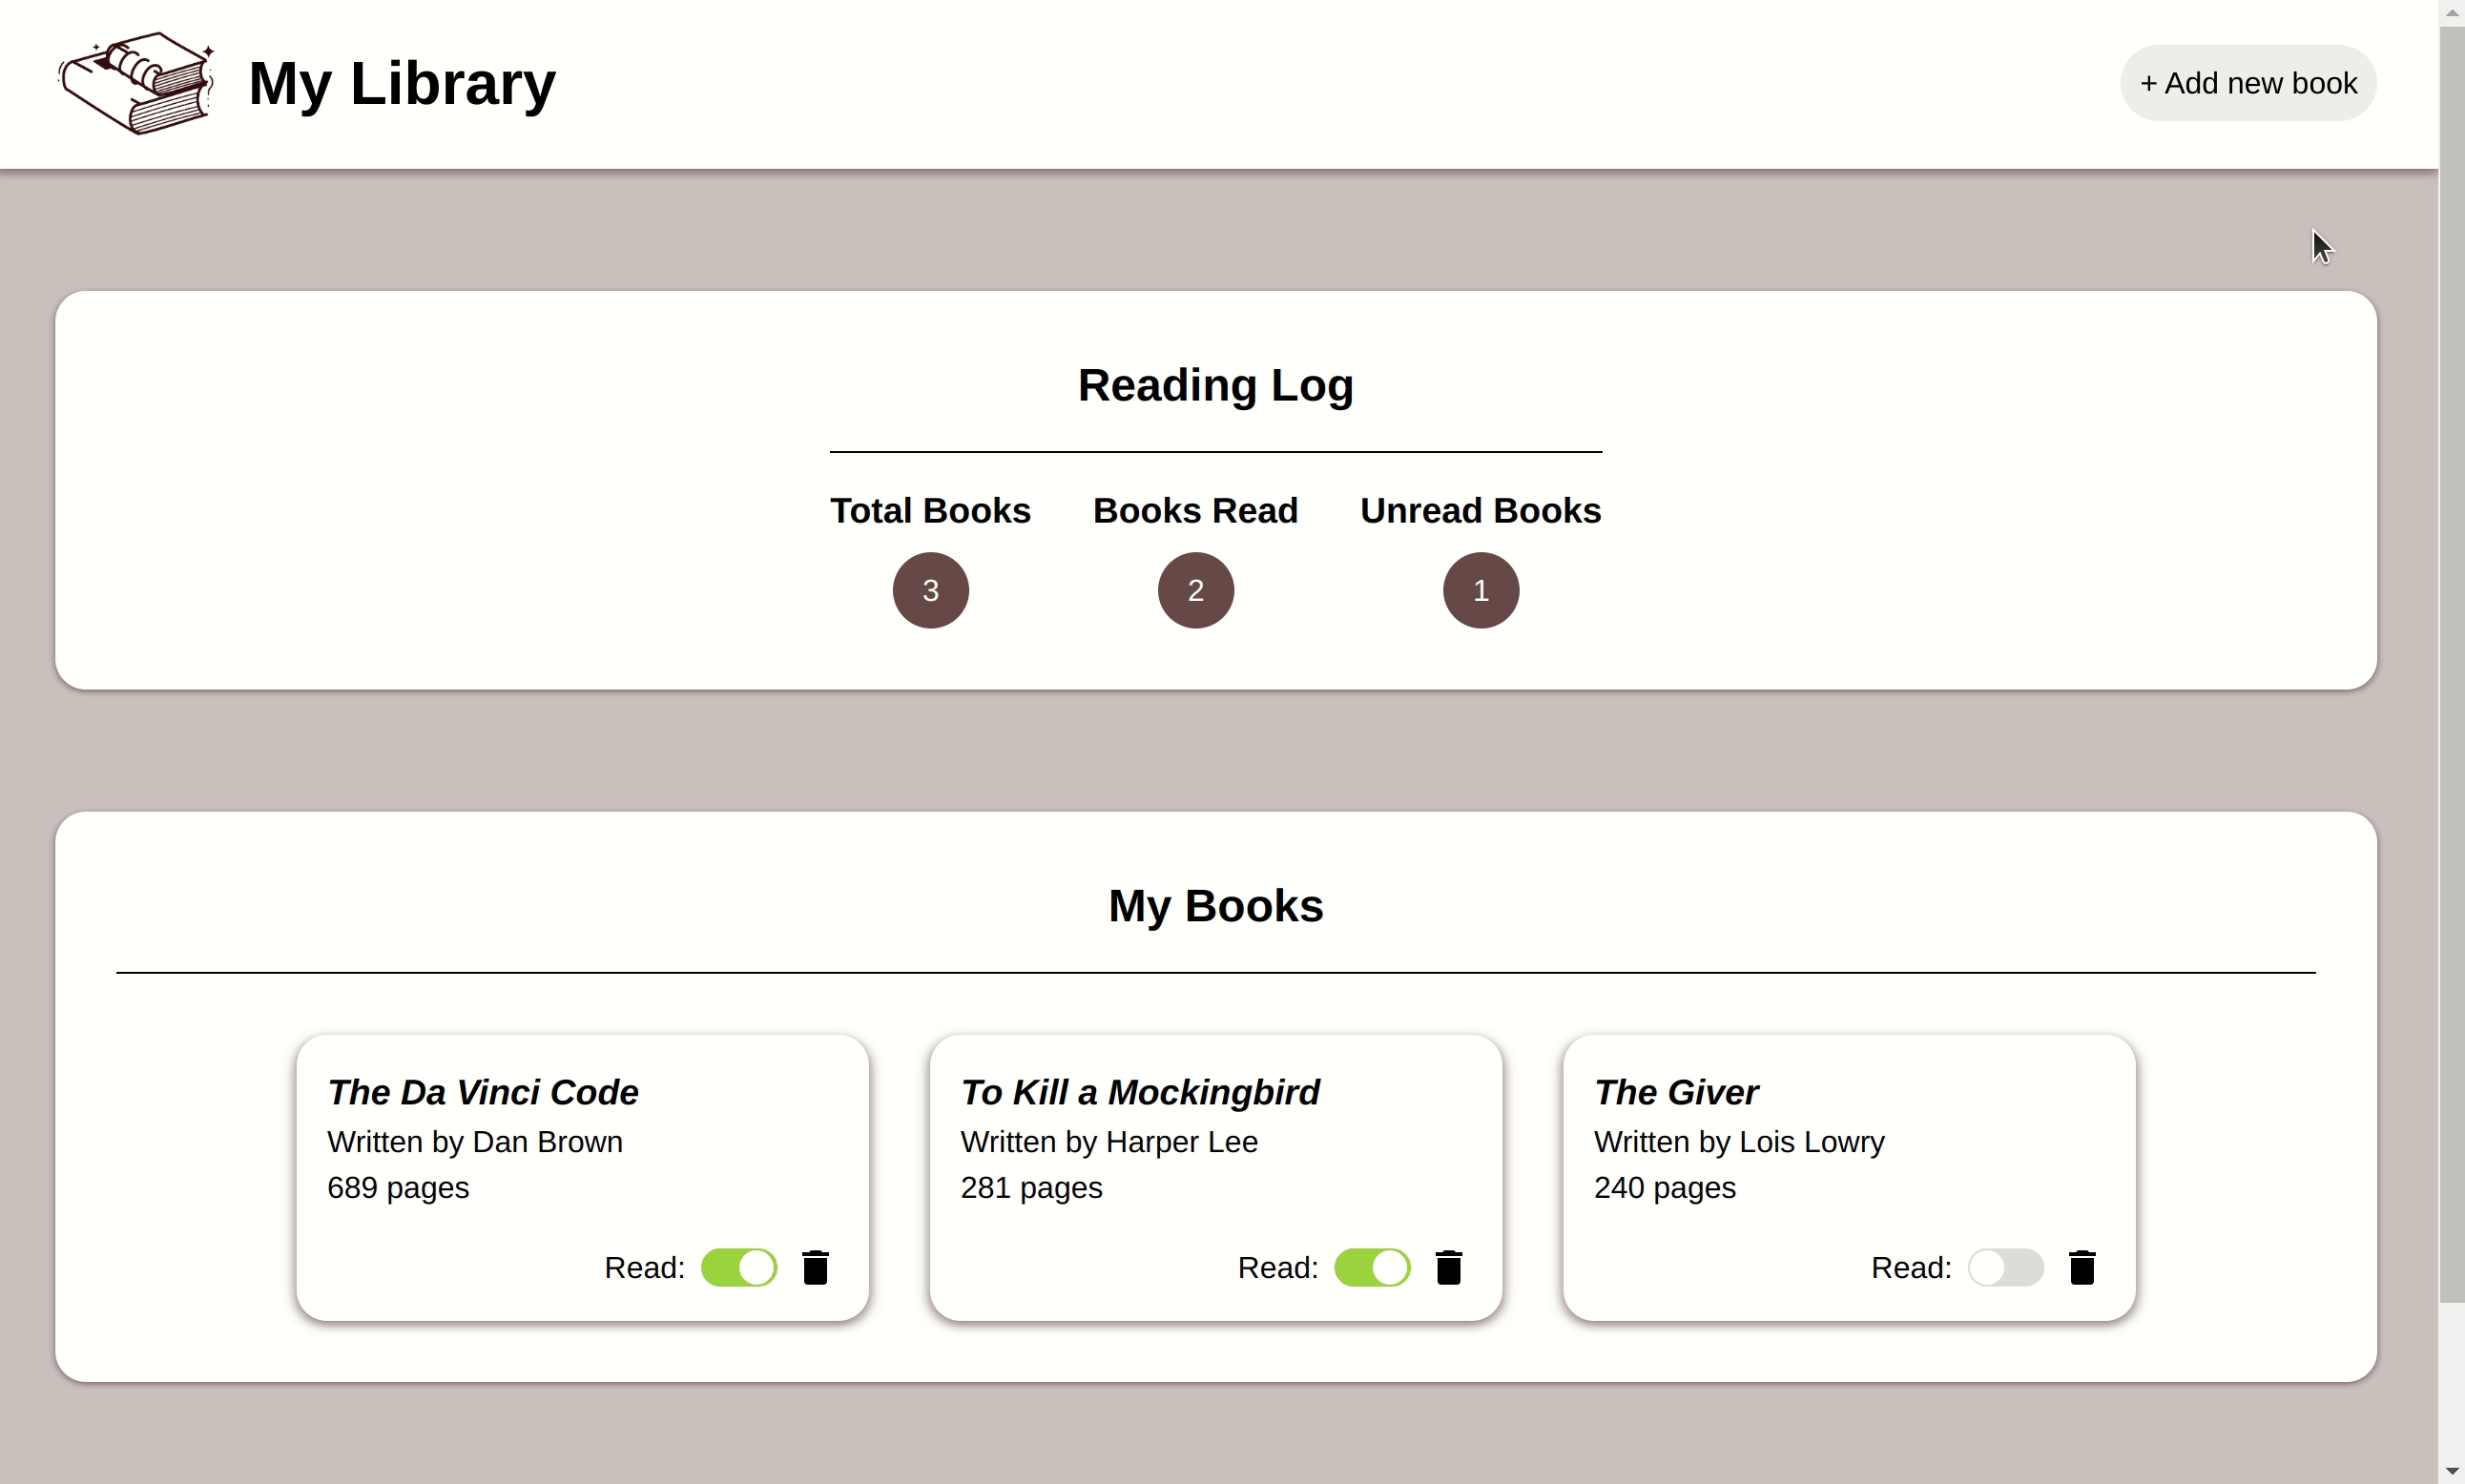 My Library
+ Add new book
Reading Log
Total Books
Books Read
Unread Books
3
2
1
My Books
The Da Vinci Code
Written by Dan Brown
689 pages
Read:
To Kill a Mockingbird
Written by Harper Lee
281 pages
Read:
The Giver
Written by Lois Lowry
240 pages
Read: